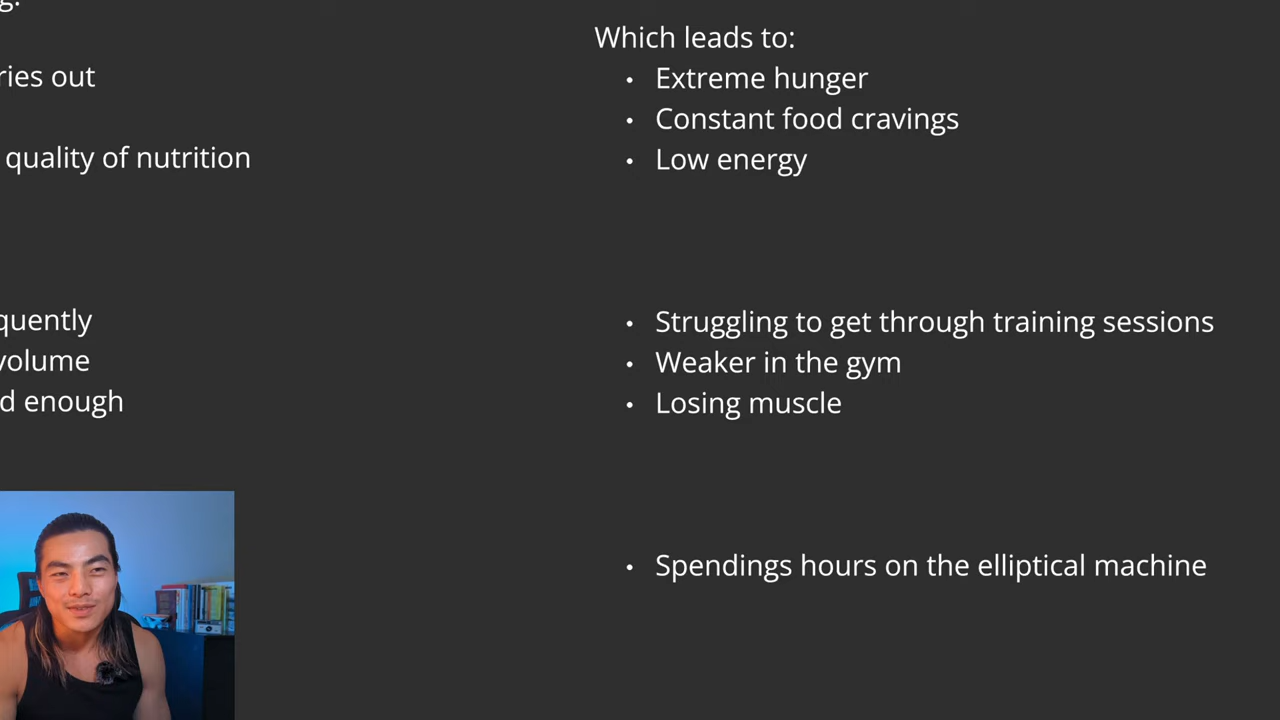 ries out
quality of nutrition
quently
volume
d enough
Which leads to:
• Extreme hunger
• Constant food cravings
• Low energy
• Struggling to get through training sessions
• Weaker in the gym
• Losing muscle
• Spendings hours on the elliptical machine